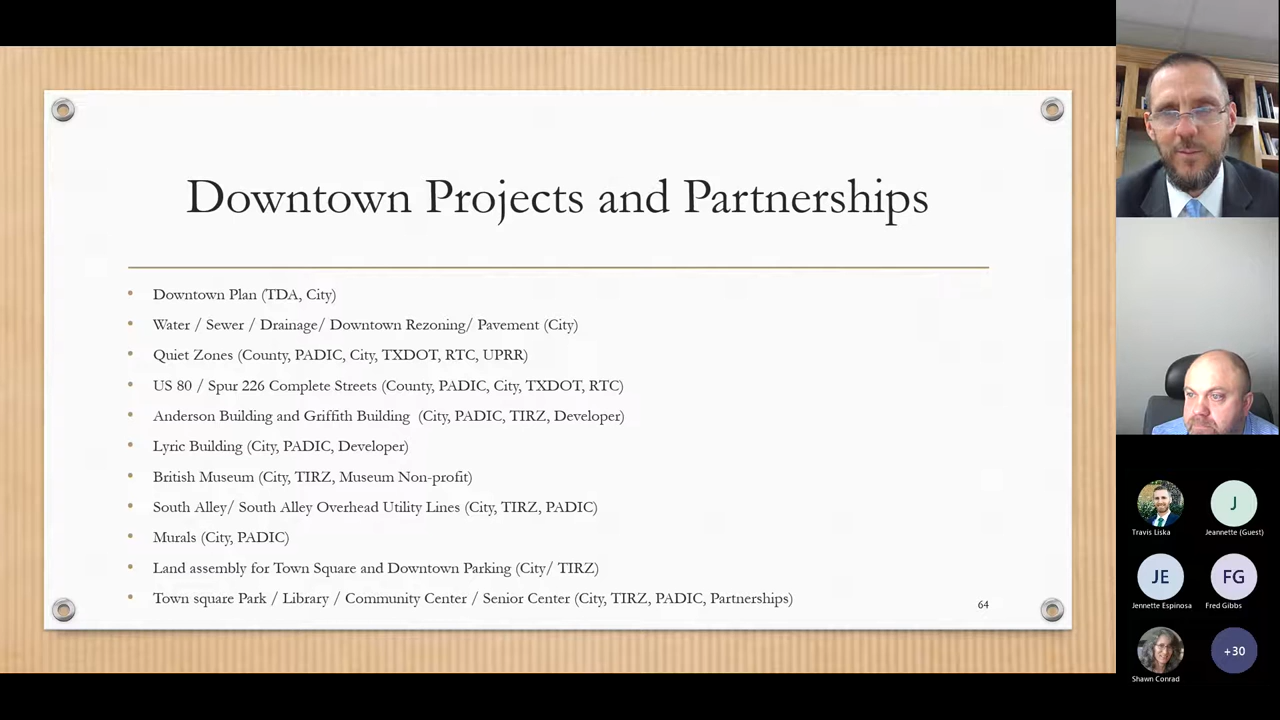 Downtown Projects and Partnerships
Downtown Plan (TDA, City)
Water / Sewer / Drainage/ Downtown Rezoning/ Pavement (City)
Quiet Zones (County, PADIC, City, TXDOT, RTC, UPRR)
US 80 / Spur 226 Complete Streets (County, PADIC, City, TXDOT, RTC)
Anderson Building and Griffith Building (City, PADIC, TIRZ, Developer)
Lyric Building (City, PADIC, Developer)
British Museum (City, TIRZ, Museum Non-profit)
South Alley/ South Alley Overhead Utility Lines (City, TIRZ, PADIC)
Murals (City, PADIC)
Land assembly for Town Square and Downtown Parking (City/ TIRZ)
Town square Park / Library / Community Center / Senior Center (City, TIRZ, PADIC, Partnerships)
64
J
Travis Liska
Jeannette (Guest)
JE
FG
Jennette Espinosa
Fred Gibbs
+30
Shawn Conrad